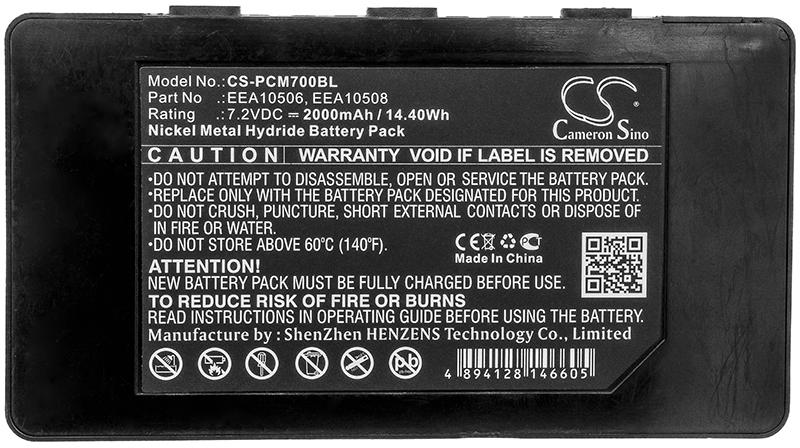 Model No.: CS-PCM700BL
Part No : EEA10506, EEA10508
Rating : 7.2VDC ⎓ 2000mAh / 14.40Wh
Nickel Metal Hydride Battery Pack
CS
Cameron Sino
CAUTION WARRANTY VOID IF LABEL IS REMOVED
•DO NOT ATTEMPT TO DISASSEMBLE, OPEN OR SERVICE THE BATTERY PACK.
•REPLACE ONLY WITH THE BATTERY PACK DESIGNATED FOR THIS PRODUCT.
•DO NOT CRUSH, PUNCTURE, SHORT EXTERNAL CONTACTS OR DISPOSE OF
IN FIRE OR WATER.
•DO NOT STORE ABOVE 60℃ (140℉).
CE
Made In China
ATTENTION!
NEW BATTERY PACK MUST BE FULLY CHARGED BEFORE USE.
TO REDUCE RISK OF FIRE OR BURNS
READ INSTRUCTIONS IN OPERATING GUIDE BEFORE USING THE BATTERY.
Manufacture by : ShenZhen HENZENS Technology Co., Limited
Pb
4 894128 146605